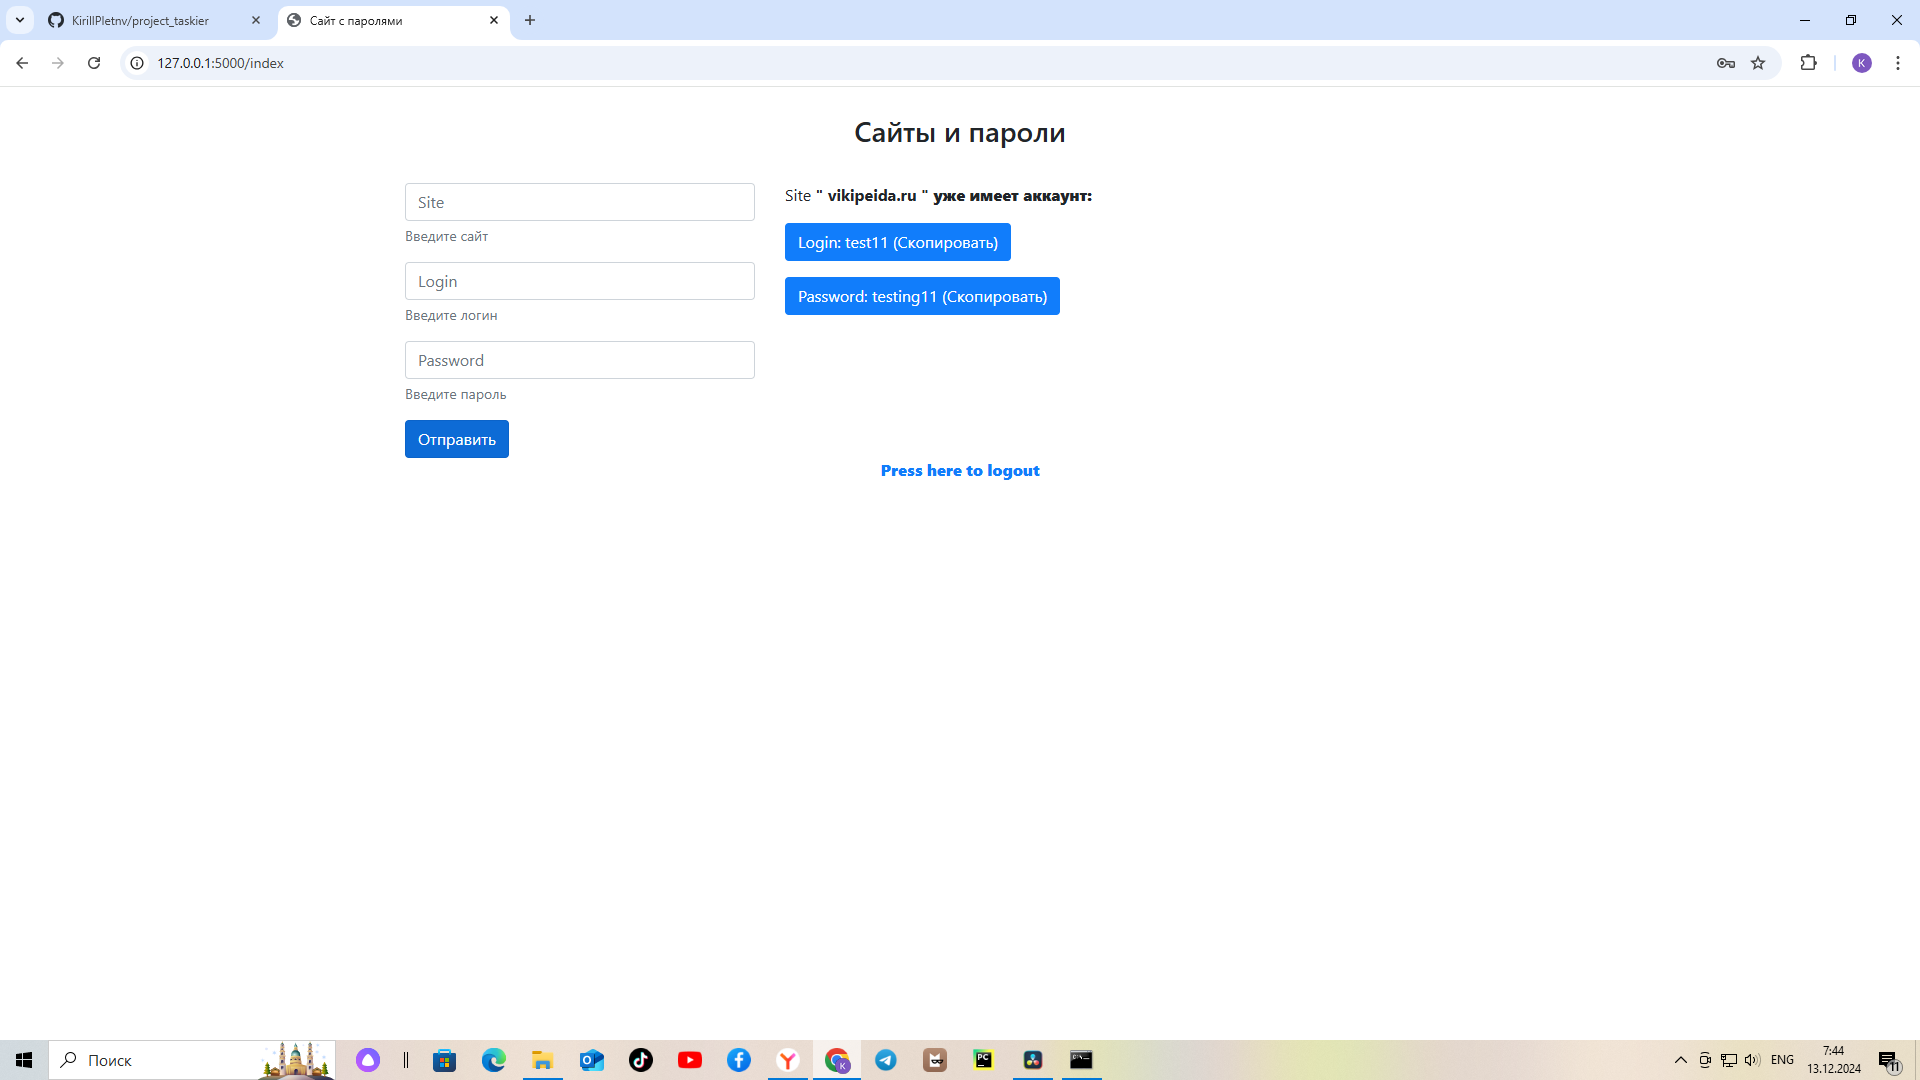 KirillPletnv/project_taskier
Сайт с паролями
127.0.0.1:5000/index
K
Сайты и пароли
Site
Введите сайт
Login
Введите логин
Password
Введите пароль
Отправить
Site " vikipeida.ru " уже имеет аккаунт:
Login: test11 (Скопировать)
Password: testing11 (Скопировать)
Press here to logout
Поиск
K
PC
ENG
7:44
13.12.2024
11